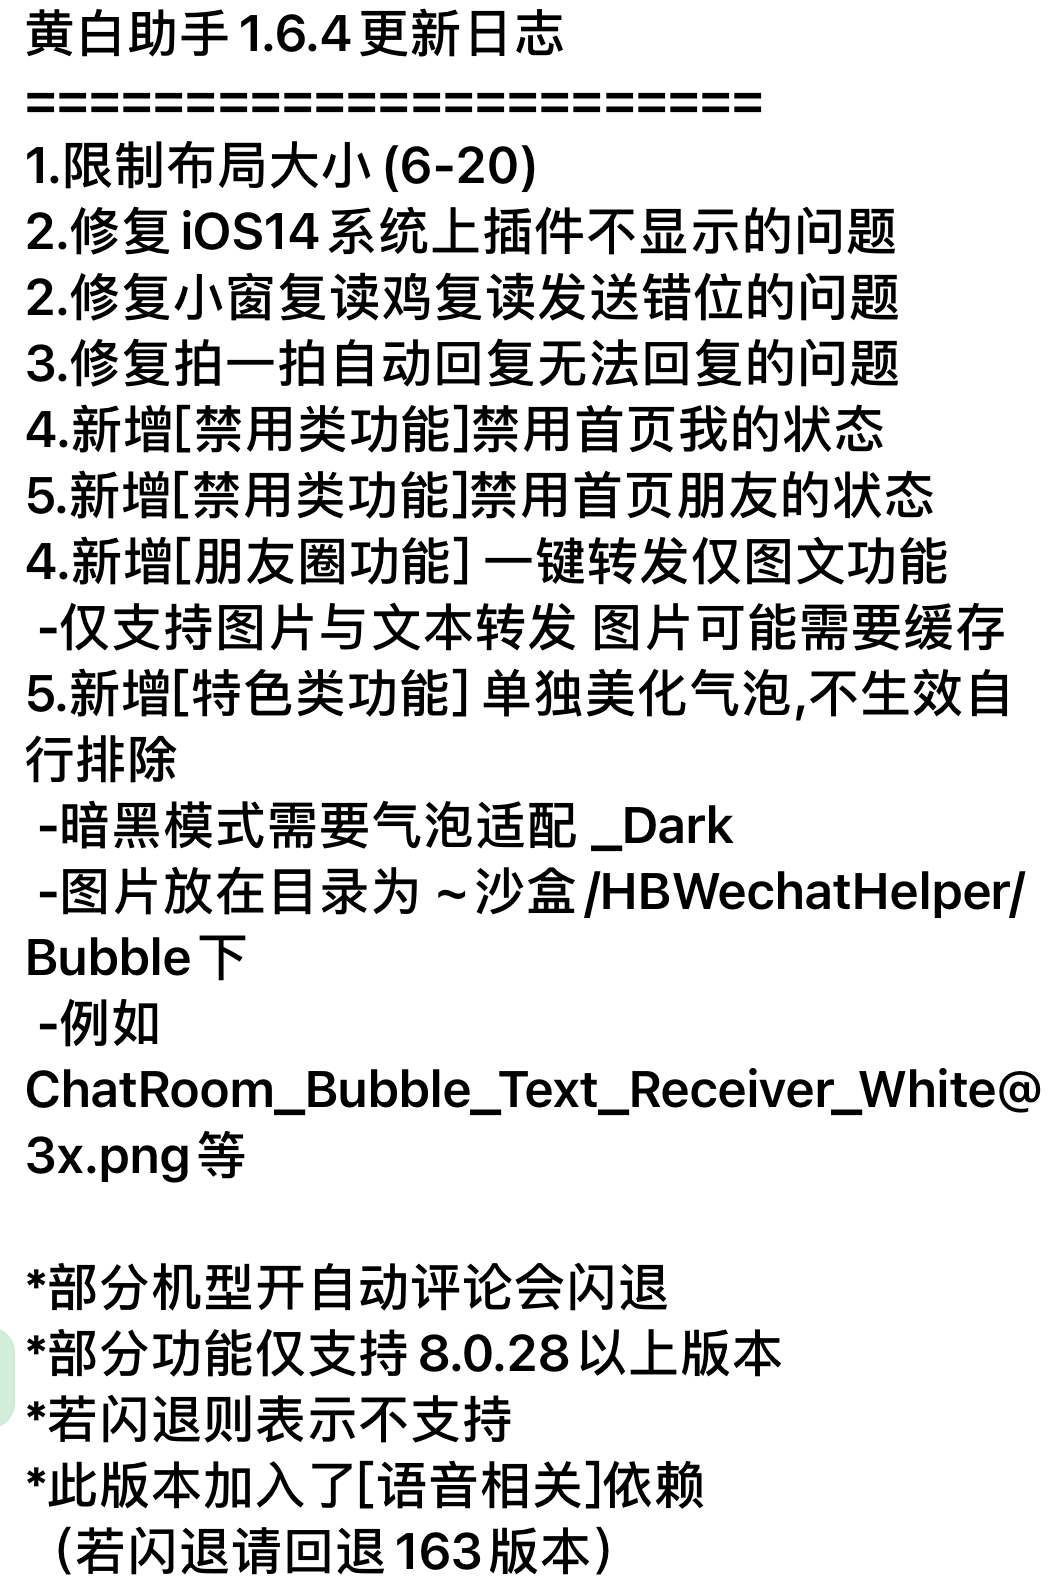 黄白助手1.6.4更新日志
=======================
1.限制布局大小(6-20)
2.修复iOS14系统上插件不显示的问题
2.修复小窗复读鸡复读发送错位的问题
3.修复拍一拍自动回复无法回复的问题
4.新增[禁用类功能]禁用首页我的状态
5.新增[禁用类功能]禁用首页朋友的状态
4.新增[朋友圈功能] 一键转发仅图文功能
-仅支持图片与文本转发 图片可能需要缓存
5.新增[特色类功能] 单独美化气泡,不生效自
行排除
-暗黑模式需要气泡适配 _Dark
-图片放在目录为 ~沙盒/HBWechatHelper/
Bubble下
-例如
ChatRoom_Bubble_Text_Receiver_White@
3x.png等
*部分机型开自动评论会闪退
*部分功能仅支持8.0.28以上版本
*若闪退则表示不支持
*此版本加入了[语音相关]依赖
（若闪退请回退163版本）